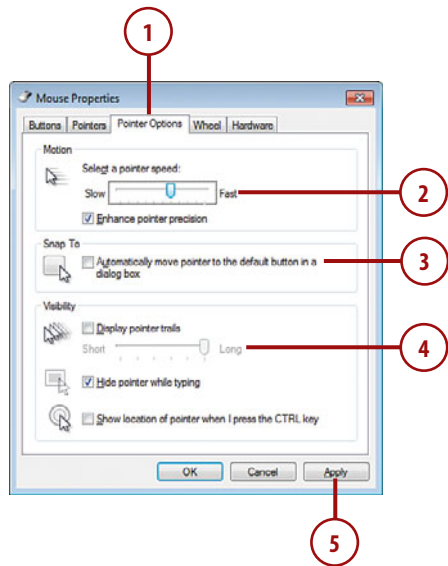 1
Mouse Properties
Buttons Pointers Pointer Options Wheel Hardware
Motion
Select a pointer speed:
Slow Fast
2
Enhance pointer precision
Snap To
Automatically move pointer to the default button in a
dialog box
3
Visibility
Display pointer trails
Short Long
4
Hide pointer while typing
Show location of pointer when I press the CTRL key
OK Cancel Apply
5